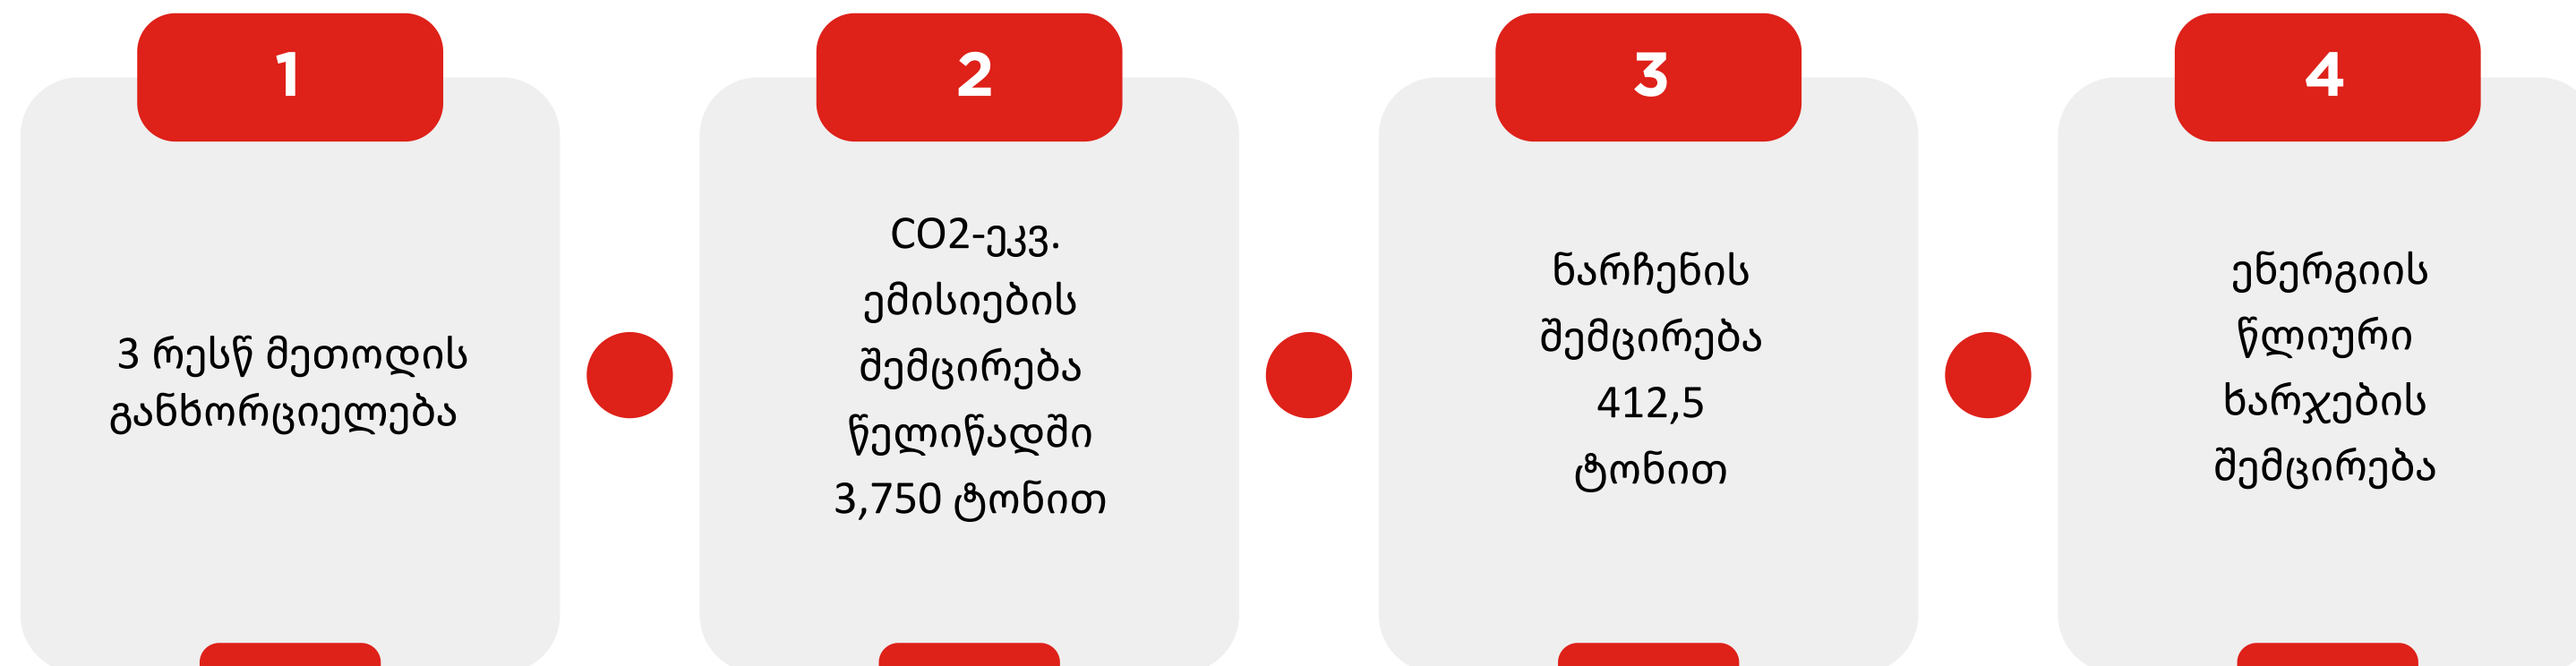 1
3 რესწ მეთოდის
განხორციელება
2
CO2-ეკვ.
ემისიების
შემცირება
წელიწადში
3,750 ტონით
3
ნარჩენის
შემცირება
412,5
ტონით
4
ენერგიის
წლიური
ხარჯების
შემცირება